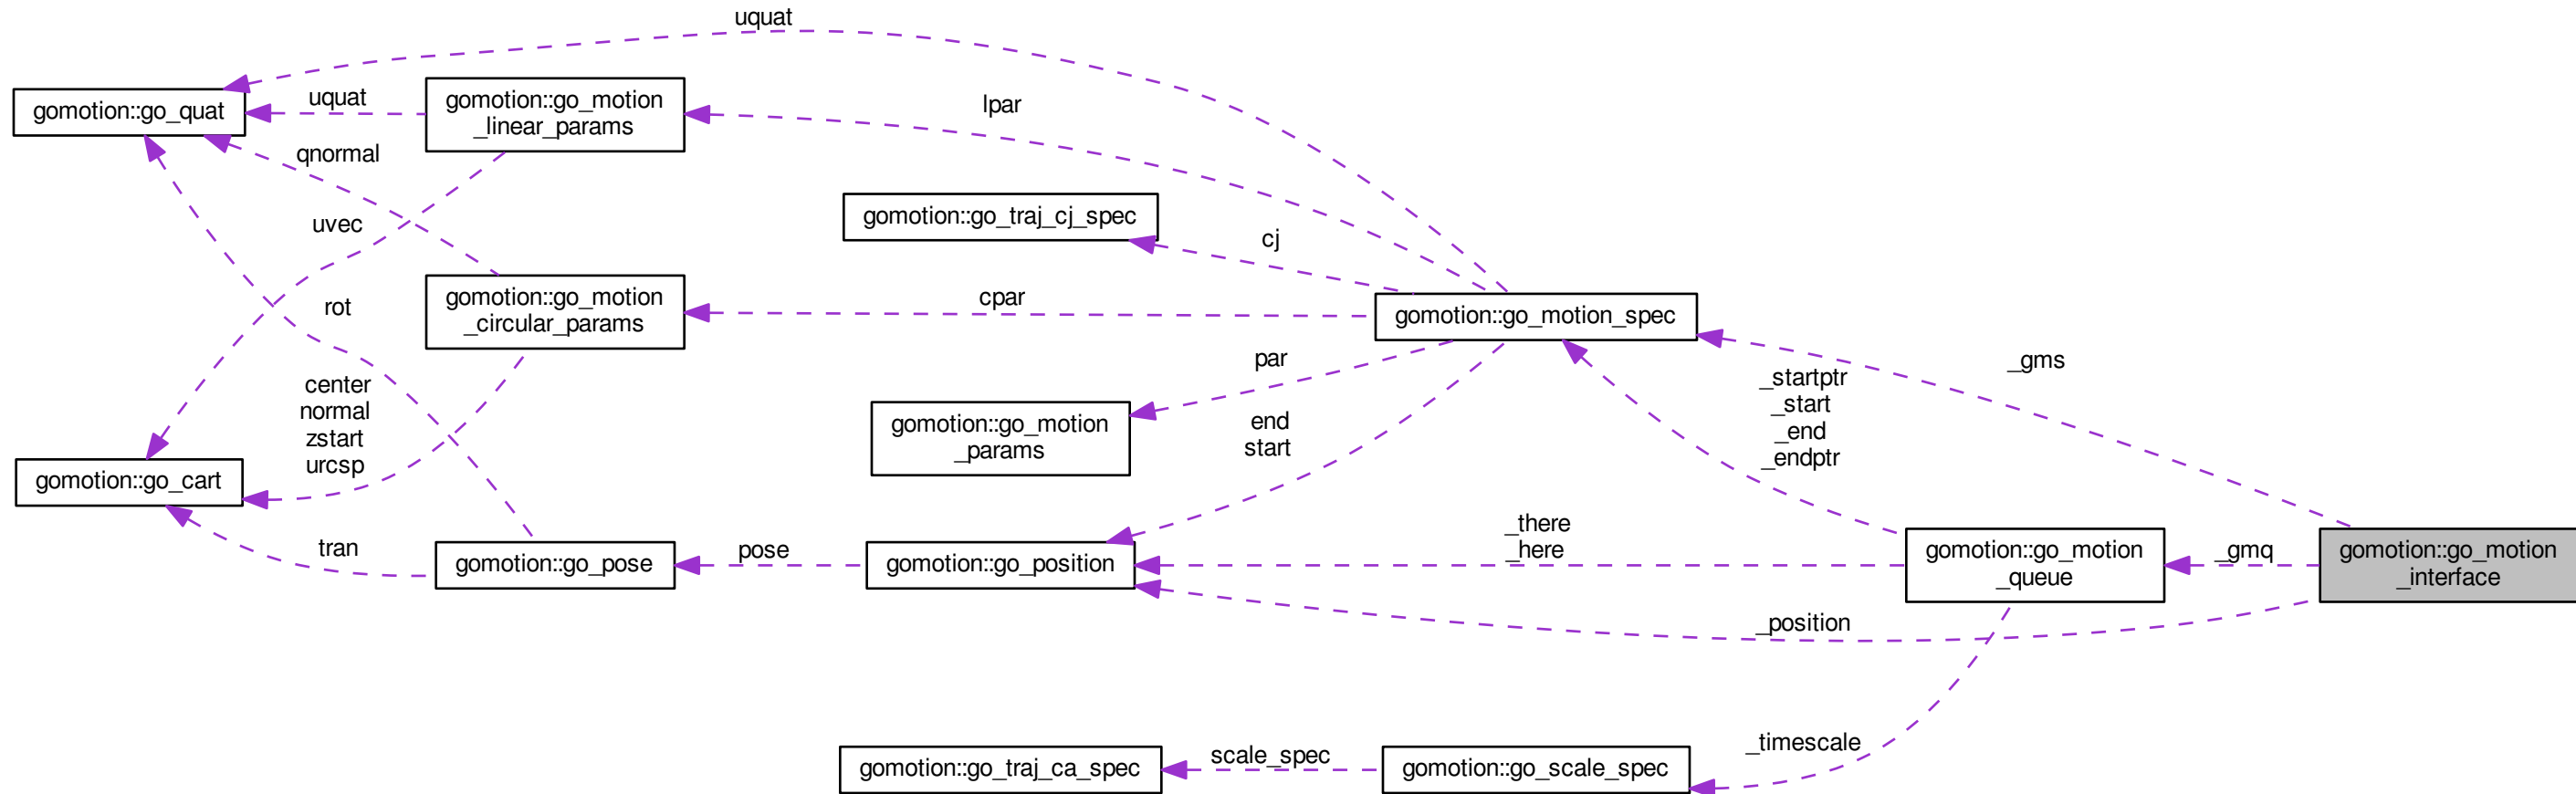 uquat
gomotion::go_quat
uquat
gomotion::go_motion
_linear_params
lpar
qnormal
gomotion::go_traj_cj_spec
uvec
cj
rot
gomotion::go_motion
_circular_params
cpar
gomotion::go_motion_spec
_gms
par
center
normal
zstart
urcsp
gomotion::go_motion
_params
end
start
_startptr
_start
_end
_endptr
gomotion::go_cart
tran
gomotion::go_pose
pose
gomotion::go_position
_there
_here
gomotion::go_motion
_queue
_gmq
gomotion::go_motion
_interface
_position
_timescale
gomotion::go_traj_ca_spec
scale_spec
gomotion::go_scale_spec